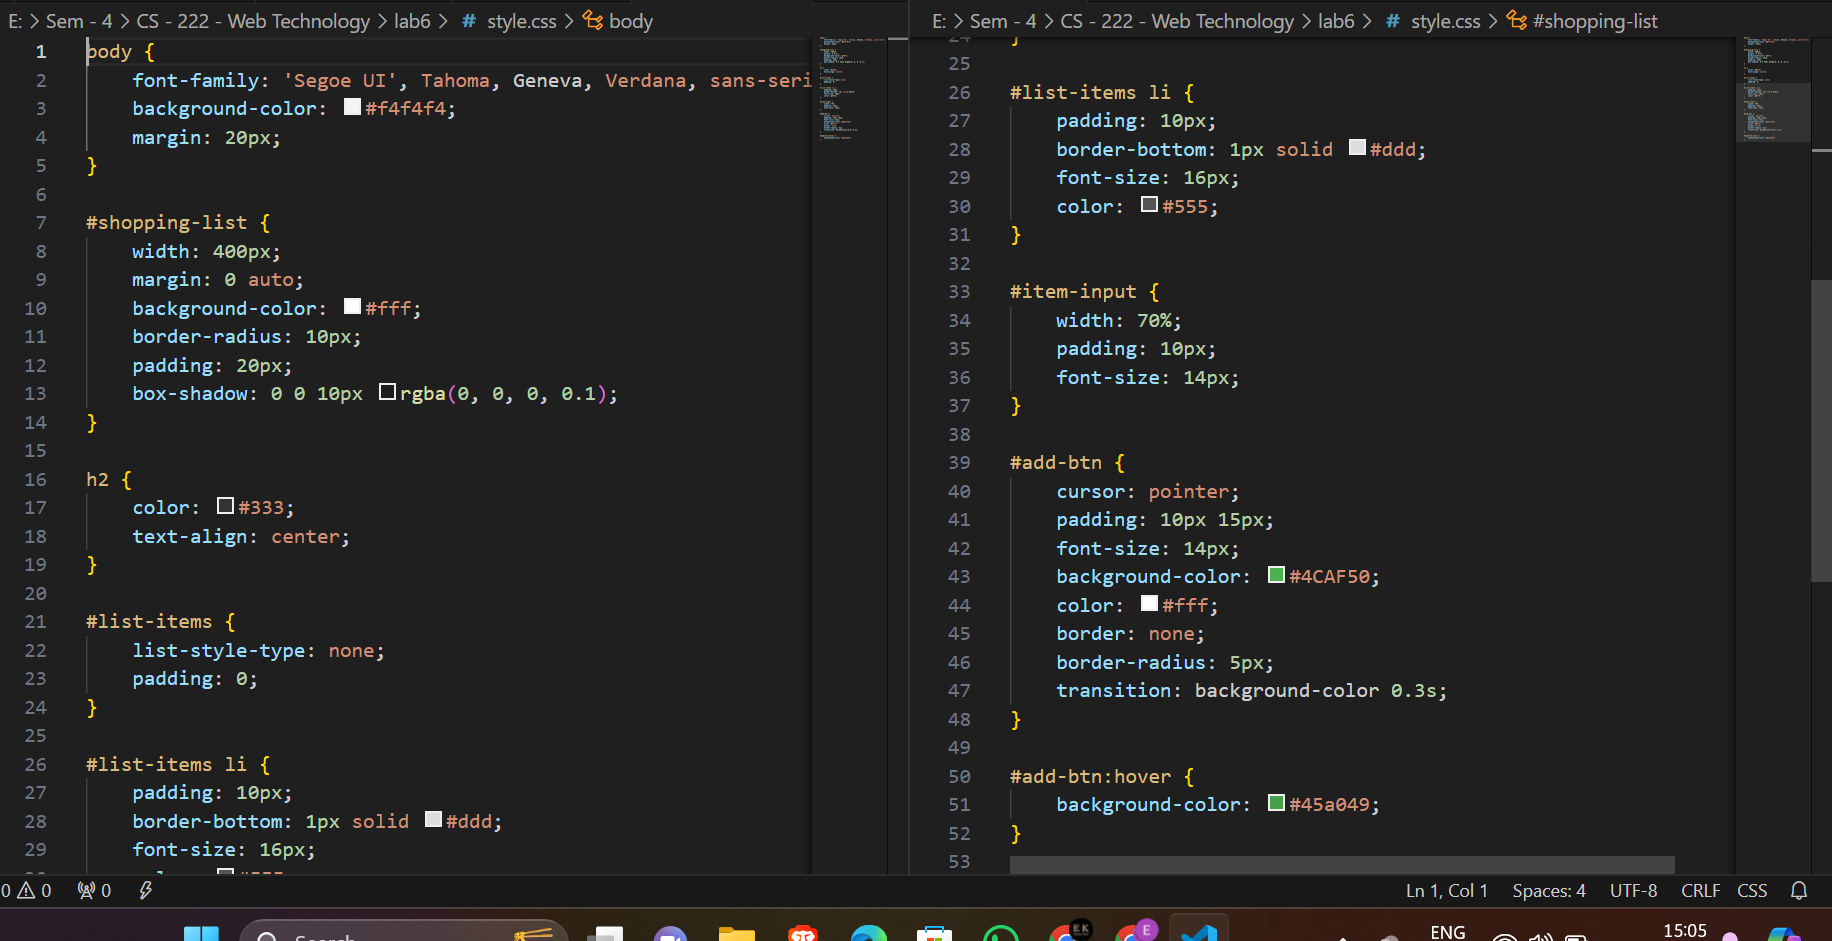 E: > Sem - 4 > CS - 222 - Web Technology > lab6 > # style.css > body
1 body {
2 font-family: 'Segoe UI', Tahoma, Geneva, Verdana, sans-seri
3 background-color: #f4f4f4;
4 margin: 20px;
5 }
6
7 #shopping-list {
8 width: 400px;
9 margin: 0 auto;
10 background-color: #fff;
11 border-radius: 10px;
12 padding: 20px;
13 box-shadow: 0 0 10px rgba(0, 0, 0, 0.1);
14 }
15
16 h2 {
17 color: #333;
18 text-align: center;
19 }
20
21 #list-items {
22 list-style-type: none;
23 padding: 0;
24 }
25
26 #list-items li {
27 padding: 10px;
28 border-bottom: 1px solid #ddd;
29 font-size: 16px;
E: > Sem - 4 > CS - 222 - Web Technology > lab6 > # style.css > #shopping-list
24 }
25
26 #list-items li {
27 padding: 10px;
28 border-bottom: 1px solid #ddd;
29 font-size: 16px;
30 color: #555;
31 }
32
33 #item-input {
34 width: 70%;
35 padding: 10px;
36 font-size: 14px;
37 }
38
39 #add-btn {
40 cursor: pointer;
41 padding: 10px 15px;
42 font-size: 14px;
43 background-color: #4CAF50;
44 color: #fff;
45 border: none;
46 border-radius: 5px;
47 transition: background-color 0.3s;
48 }
49
50 #add-btn:hover {
51 background-color: #45a049;
52 }
53
0 0 0 Ln 1, Col 1 Spaces: 4 UTF-8 CRLF CSS
Search EK E ENG 15:05